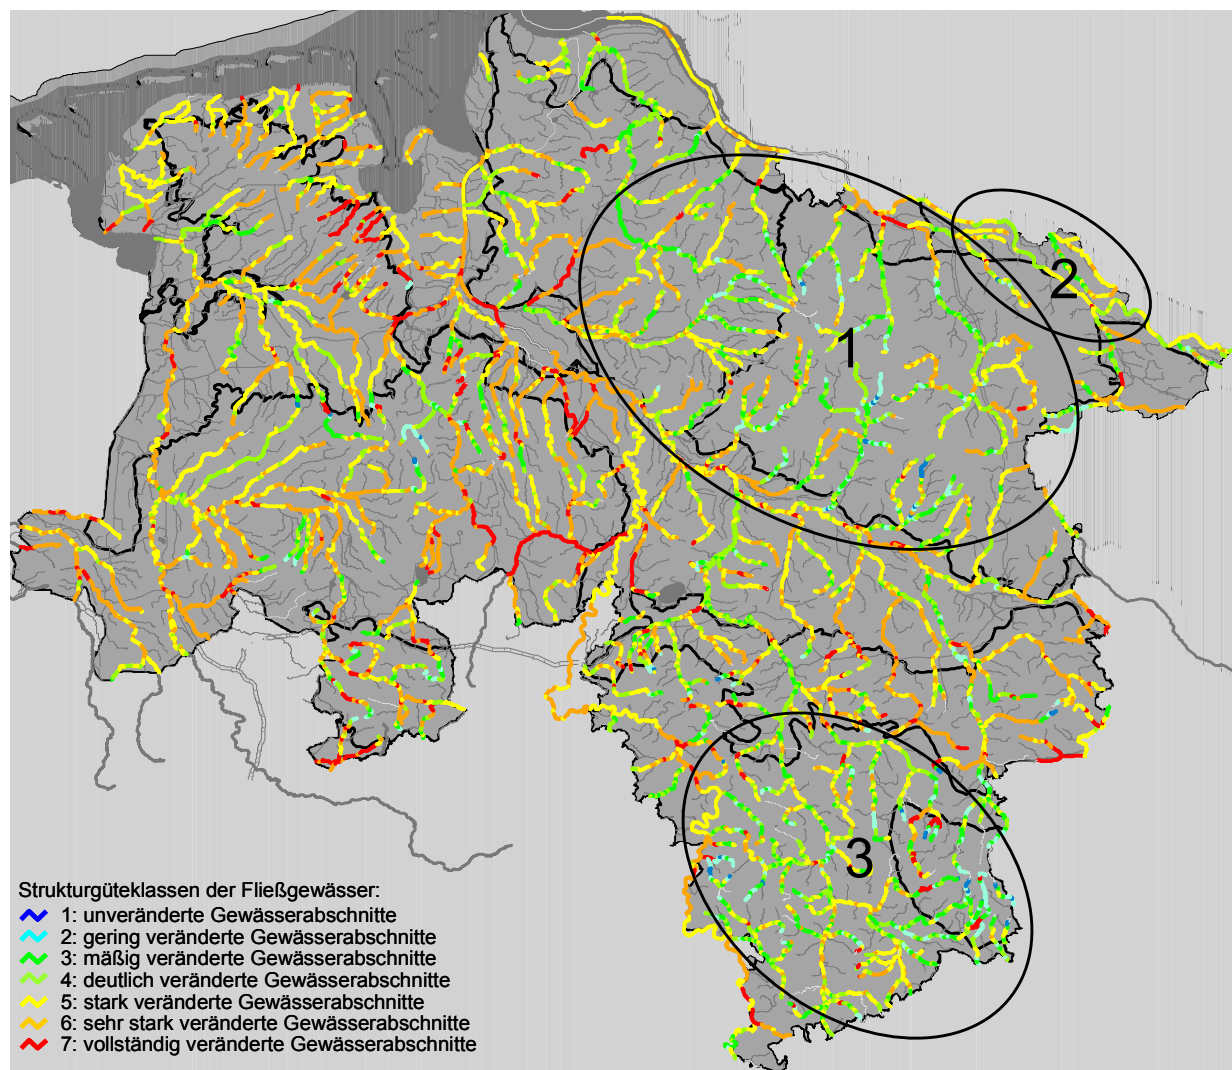 1
2
3
Strukturgüteklassen der Fließgewässer:
1: unveränderte Gewässerabschnitte
2: gering veränderte Gewässerabschnitte
3: mäßig veränderte Gewässerabschnitte
4: deutlich veränderte Gewässerabschnitte
5: stark veränderte Gewässerabschnitte
6: sehr stark veränderte Gewässerabschnitte
7: vollständig veränderte Gewässerabschnitte